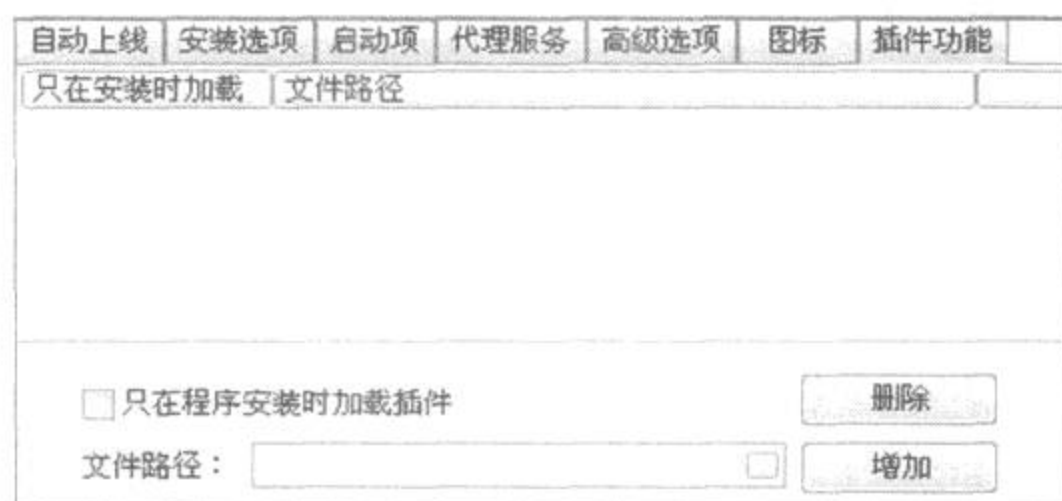 自动上线 安装选项 启动项 代理服务 高级选项 图标 插件功能
只在安装时加载 文件路径
只在程序安装时加载插件 删除
文件路径： 增加